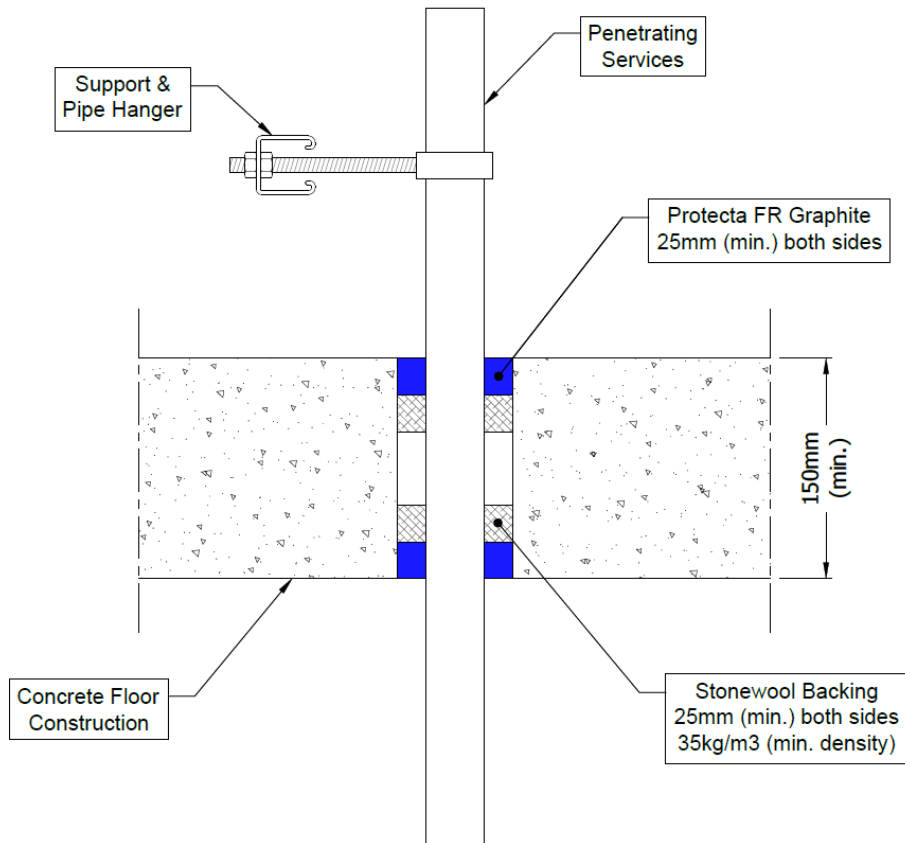 Penetrating
Services
Support &
Pipe Hanger
Protecta FR Graphite
25mm (min.) both sides
150mm
(min.)
Concrete Floor
Construction
Stonewool Backing
25mm (min.) both sides
35kg/m3 (min. density)